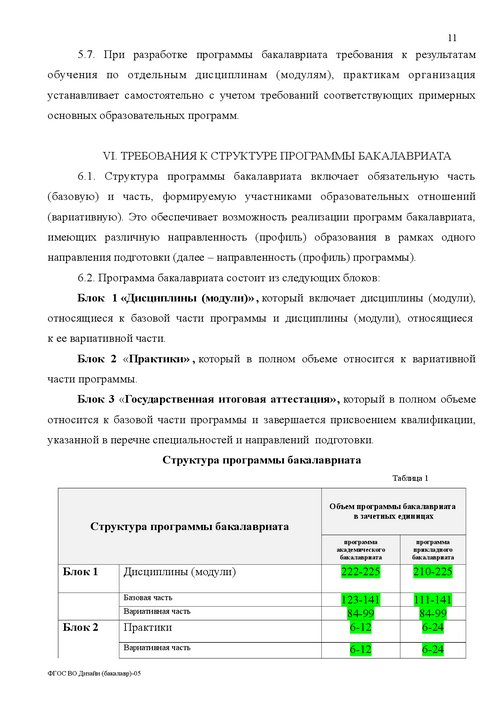 11
5.7. При разработке программы бакалавриата требования к результатам
обучения по отдельным дисциплинам (модулям), практикам организация
устанавливает самостоятельно с учетом требований соответствующих примерных
основных образовательных программ.
VI. ТРЕБОВАНИЯ К СТРУКТУРЕ ПРОГРАММЫ БАКАЛАВРИАТА
6.1. Структура программы бакалавриата включает обязательную часть
(базовую) и часть, формируемую участниками образовательных отношений
(вариативную). Это обеспечивает возможность реализации программ бакалавриата,
имеющих различную направленность (профиль) образования в рамках одного
направления подготовки (далее – направленность (профиль) программы).
6.2. Программа бакалавриата состоит из следующих блоков:
Блок 1 «Дисциплины (модули)», который включает дисциплины (модули),
относящиеся к базовой части программы и дисциплины (модули), относящиеся
к ее вариативной части.
Блок 2 «Практики», который в полном объеме относится к вариативной
части программы.
Блок 3 «Государственная итоговая аттестация», который в полном объеме
относится к базовой части программы и завершается присвоением квалификации,
указанной в перечне специальностей и направлений подготовки.
Структура программы бакалавриата
Таблица 1
Структура программы бакалавриата
Объем программы бакалавриата
в зачетных единицах
программа
академического
бакалавриата
программа
прикладного
бакалавриата
Блок 1 Дисциплины (модули) 222-225 210-225
Базовая часть 123-141 111-141
Вариативная часть 84-99 84-99
Блок 2 Практики 6-12 6-24
Вариативная часть 6-12 6-24
ФГОС ВО Дизайн (бакалавр)-05